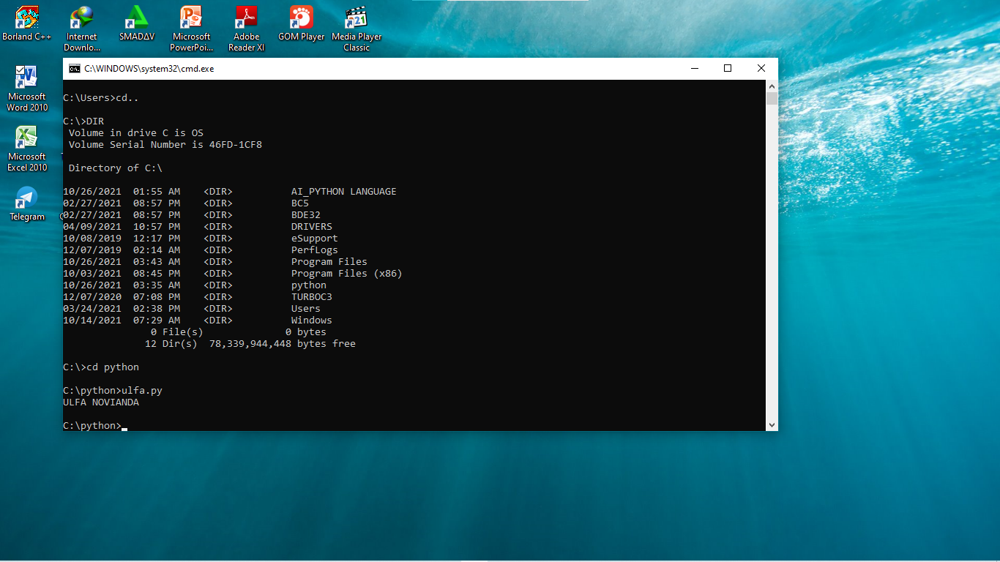 Borland C++
Internet
Downlo...
SMADΔV
Microsoft
PowerPoi...
Adobe
Reader XI
GOM Player
Media Player
Classic
Microsoft
Word 2010
Microsoft
Excel 2010
Telegram
C:\WINDOWS\system32\cmd.exe
C:\Users>cd..
C:\>DIR
Volume in drive C is OS
Volume Serial Number is 46FD-1CF8
Directory of C:\
10/26/2021  01:55 AM    <DIR>          AI_PYTHON LANGUAGE
02/27/2021  08:57 PM    <DIR>          BC5
02/27/2021  08:57 PM    <DIR>          BDE32
04/09/2021  10:57 PM    <DIR>          DRIVERS
10/08/2019  12:17 PM    <DIR>          eSupport
12/07/2019  02:14 AM    <DIR>          PerfLogs
10/26/2021  03:43 AM    <DIR>          Program Files
10/03/2021  08:45 PM    <DIR>          Program Files (x86)
10/26/2021  03:35 AM    <DIR>          python
12/07/2020  07:08 PM    <DIR>          TURBOC3
03/24/2021  02:38 PM    <DIR>          Users
10/14/2021  07:29 AM    <DIR>          Windows
0 File(s)              0 bytes
12 Dir(s)  78,339,944,448 bytes free
C:\>cd python
C:\python>ulfa.py
ULFA NOVIANDA
C:\python>